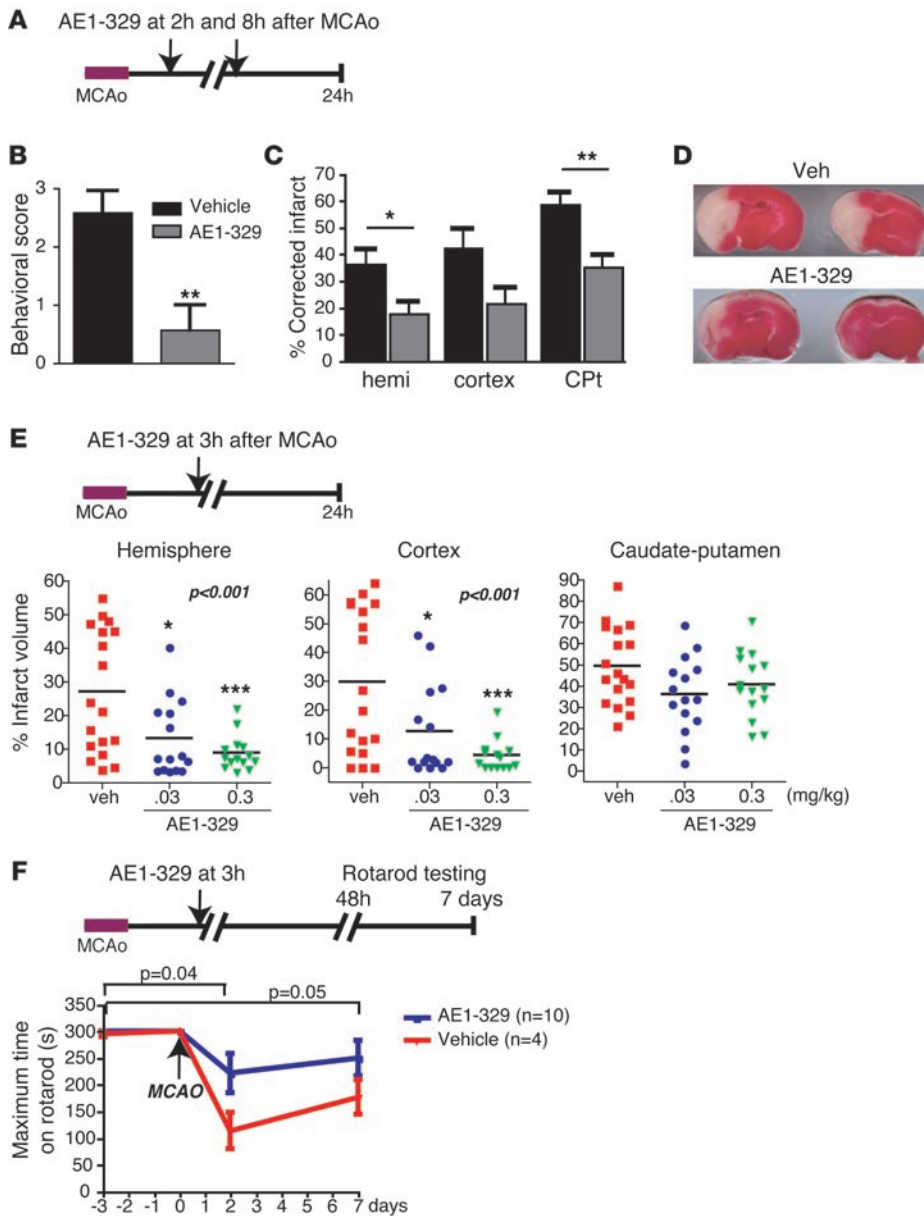 A
AE1-329 at 2h and 8h after MCAo
MCAo
24h
B
Behavioral score
3
2
1
0
Vehicle
AE1-329
**
C
% Corrected infarct
70
60
50
40
30
20
10
0
*
**
hemi cortex CPt
D
Veh
AE1-329
E
AE1-329 at 3h after MCAo
MCAo
24h
Hemisphere
% Infarct volume
60
50
40
30
20
10
0
p<0.001
*
***
veh .03 0.3
AE1-329
Cortex
60
50
40
30
20
10
0
p<0.001
*
***
veh .03 0.3
AE1-329
Caudate-putamen
90
80
70
60
50
40
30
20
10
0
veh .03 0.3 (mg/kg)
AE1-329
F
AE1-329 at 3h
Rotarod testing
48h 7 days
MCAo
p=0.04
p=0.05
Maximum time
on rotarod (s)
350
300
250
200
150
100
50
0
MCAO
-3 -2 -1 0 1 2 3 4 5 6 7 days
AE1-329 (n=10)
Vehicle (n=4)